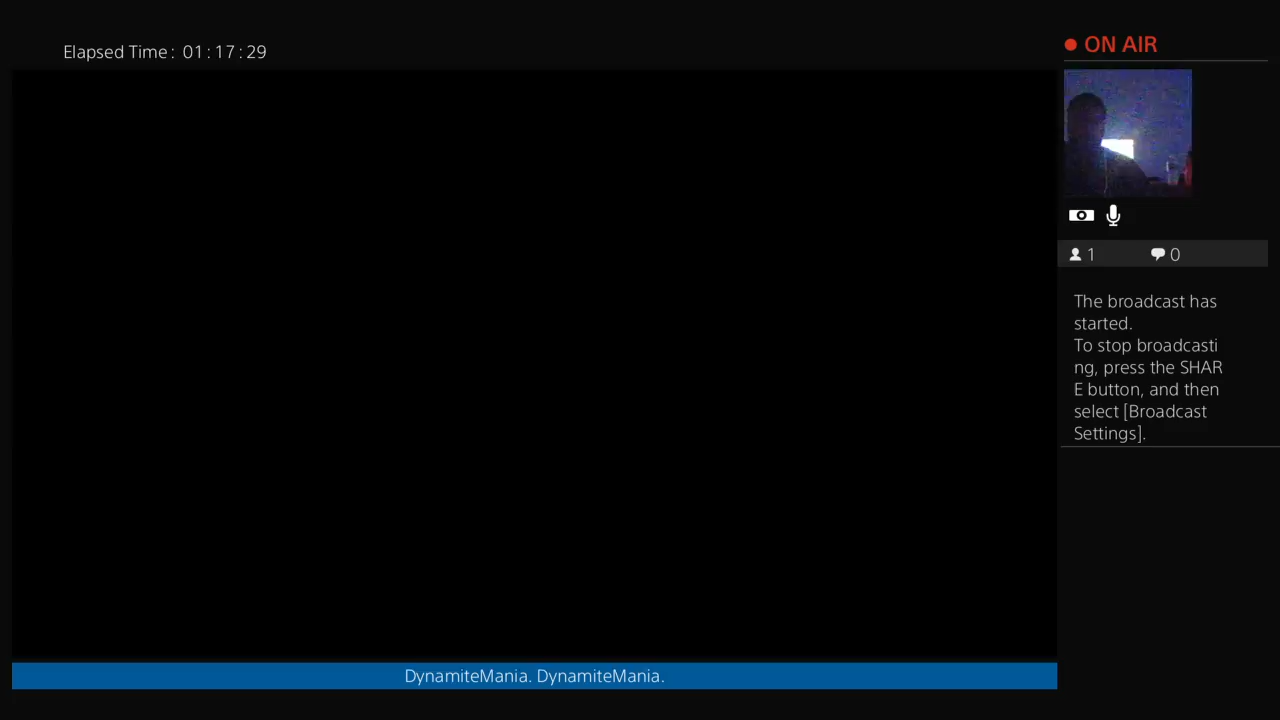 Elapsed Time: 01:17:29
ON AIR
1 0
The broadcast has
started.
To stop broadcasti
ng, press the SHAR
E button, and then
select [Broadcast
Settings].
DynamiteMania. DynamiteMania.